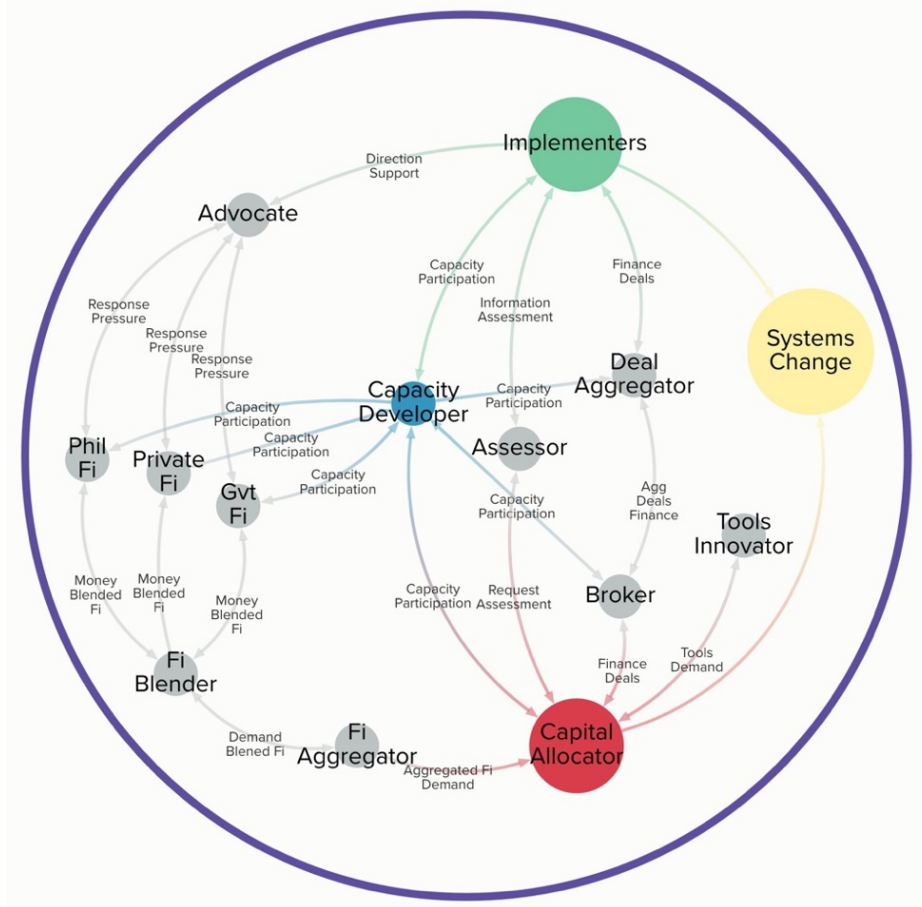 Implementers
Direction
Support
Advocate
Capacity
Participation
Finance
Deals
Information
Assessment
Response
Pressure
Response
Pressure
Response
Pressure
Systems
Change
Deal
Aggregator
Capacity
Developer
Capacity
Participation
Capacity
Participation
Capacity
Participation
Phil
Fi
Private
Fi
Assessor
Gvt
Fi
Capacity
Participation
Capacity
Participation
Agg
Deals
Finance
Tools
Innovator
Money
Blended
Fi
Money
Blended
Fi
Money
Blended
Fi
Capacity
Participation
Request
Assessment
Broker
Fi
Blender
Finance
Deals
Tools
Demand
Demand
Blened Fi
Fi
Aggregator
Capital
Allocator
Aggregated Fi
Demand